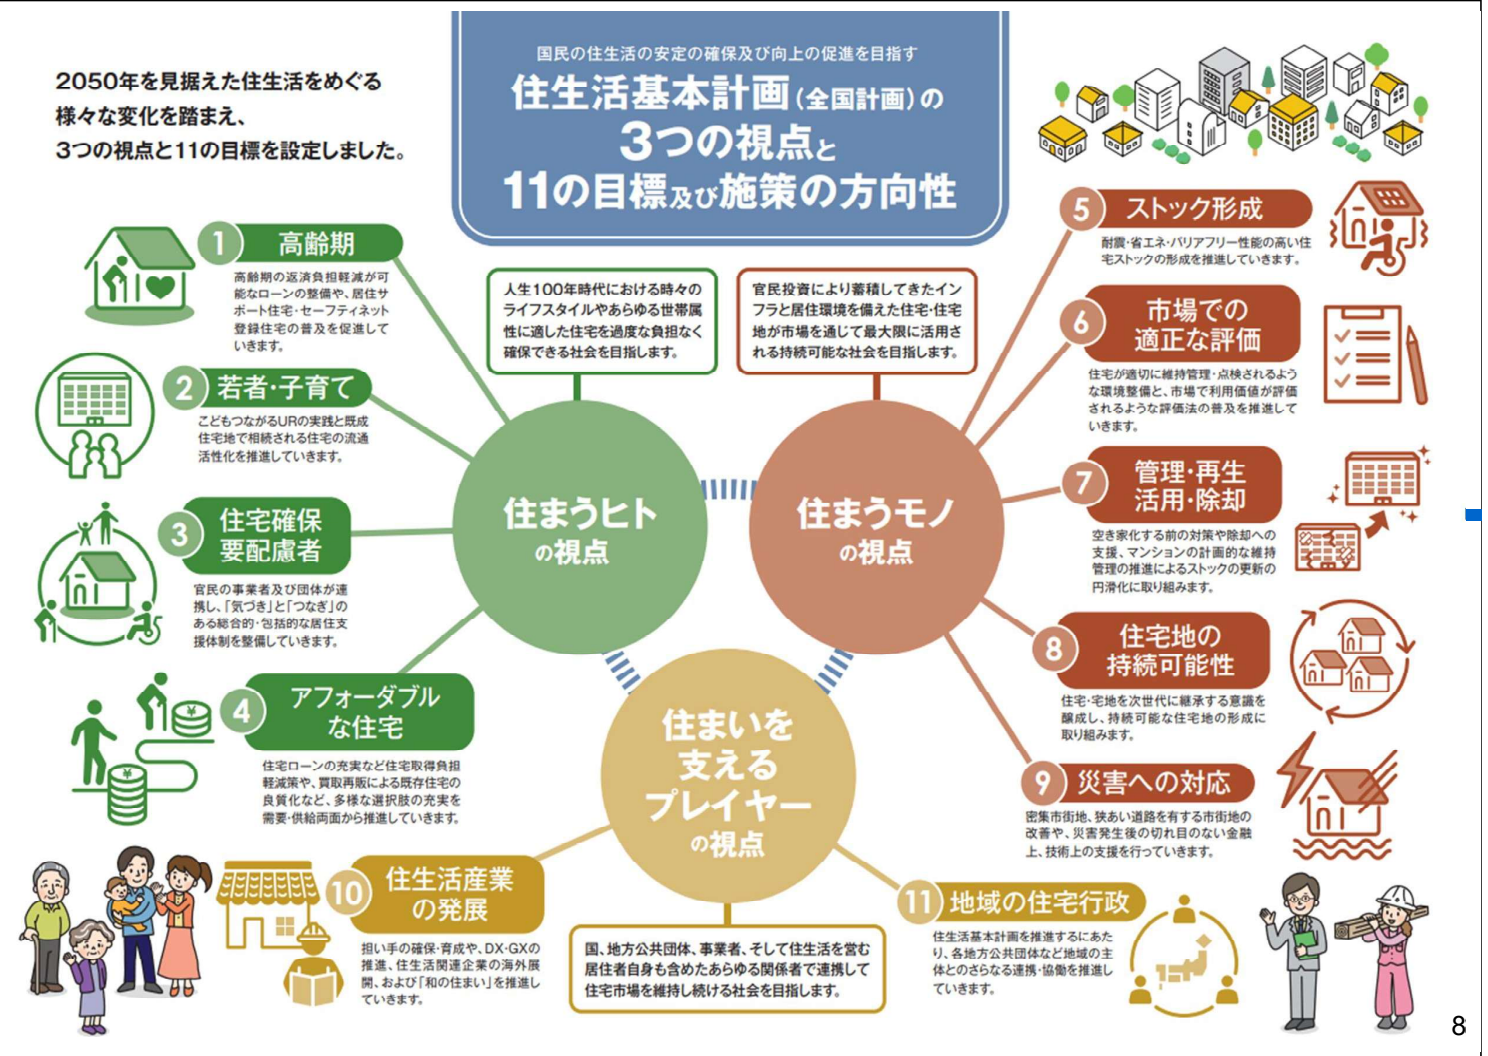 2050年を見据えた住生活をめぐる
様々な変化を踏まえ、
3つの視点と11の目標を設定しました。
国民の住生活の安定の確保及び向上の促進を目指す
住生活基本計画(全国計画)の
3つの視点と
11の目標及び施策の方向性
人生100年時代における時々の
ライフスタイルやあらゆる世帯属
性に適した住宅を過度な負担なく
確保できる社会を目指します。
住まうヒト
の視点
1 高齢期
高齢期の返済負担軽減が可
能なローンの整備や、居住サ
ポート住宅・セーフティネット
登録住宅の普及を促進して
いきます。
2 若者・子育て
こどもつながるURの実践と既成
住宅地で相続される住宅の流通
活性化を推進していきます。
3 住宅確保
要配慮者
官民の事業者及び団体が連
携し、「気づき」と「つなぎ」の
ある総合的・包括的な居住支
援体制を整備していきます。
4 アフォーダブル
な住宅
住宅ローンの充実など住宅取得負担
軽減策や、買取再販による既存住宅の
良質化など、多様な選択肢の充実を
需要・供給両面から推進していきます。
¥
¥
官民投資により蓄積してきたイン
フラと居住環境を備えた住宅・住宅
地が市場を通じて最大限に活用さ
れる持続可能な社会を目指します。
住まうモノ
の視点
5 ストック形成
耐震・省エネ・バリアフリー性能の高い住
宅ストックの形成を推進していきます。
6 市場での
適正な評価
住宅が適切に維持管理・点検されるよう
な環境整備と、市場で利用価値が評価
されるような評価法の普及を推進して
いきます。
7 管理・再生
活用・除却
空き家化する前の対策や除却への
支援、マンションの計画的な維持
管理の推進によるストックの更新の
円滑化に取り組みます。
8 住宅地の
持続可能性
住宅・宅地を次世代に継承する意識を
醸成し、持続可能な住宅地の形成に
取り組みます。
9 災害への対応
密集市街地、狭あい道路を有する市街地の
改善や、災害発生後の切れ目のない金融
上、技術上の支援を行っていきます。
住まいを
支える
プレイヤー
の視点
国、地方公共団体、事業者、そして住生活を営む
居住者自身も含めたあらゆる関係者で連携して
住宅市場を維持し続ける社会を目指します。
10 住生活産業
の発展
担い手の確保・育成や、DX・GXの
推進、住生活関連企業の海外展
開、および「和の住まい」を推進し
ていきます。
11 地域の住宅行政
住生活基本計画を推進するにあた
り、各地方公共団体など地域の主
体とのさらなる連携・協働を推進し
ていきます。
8